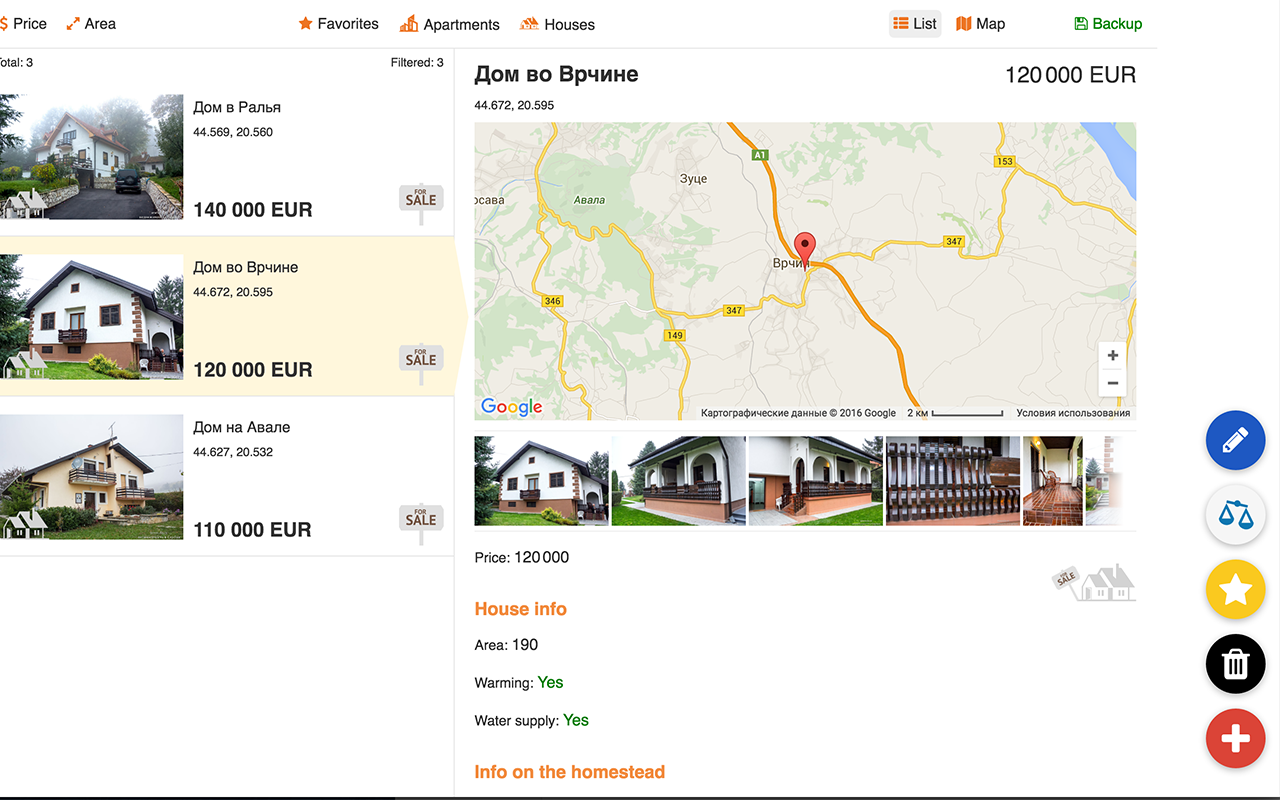 $ Price Area Favorites Apartments Houses List Map Backup
Total: 3 Filtered: 3
Дом в Ралья
44.569, 20.560
140 000 EUR
FOR
SALE
Дом во Врчине
44.672, 20.595
120 000 EUR
FOR
SALE
Дом на Авале
44.627, 20.532
110 000 EUR
FOR
SALE
Дом во Врчине 120 000 EUR
44.672, 20.595
A1
153
Зуце
осава
Авала
347
Врчин
346
347
149
+
−
Google
Картографические данные © 2016 Google 2 км Условия использования
Price: 120 000
SALE
House info
Area: 190
Warming: Yes
Water supply: Yes
Info on the homestead